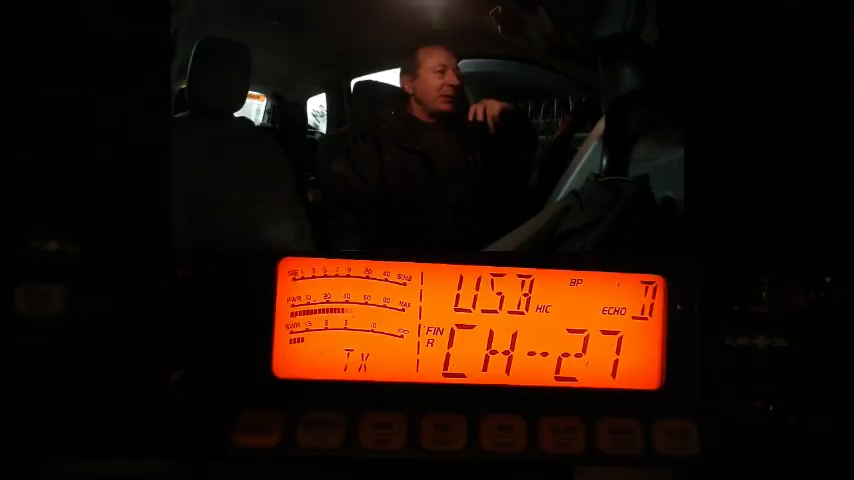 SIG 1 3 5 7 9 20 40 60dB
PWR 10 20 40 60 80 MAX
SWR 1.5 2 3 10 ∞
TX
USB HIC BP ECHO D
FIN
R
CH--27